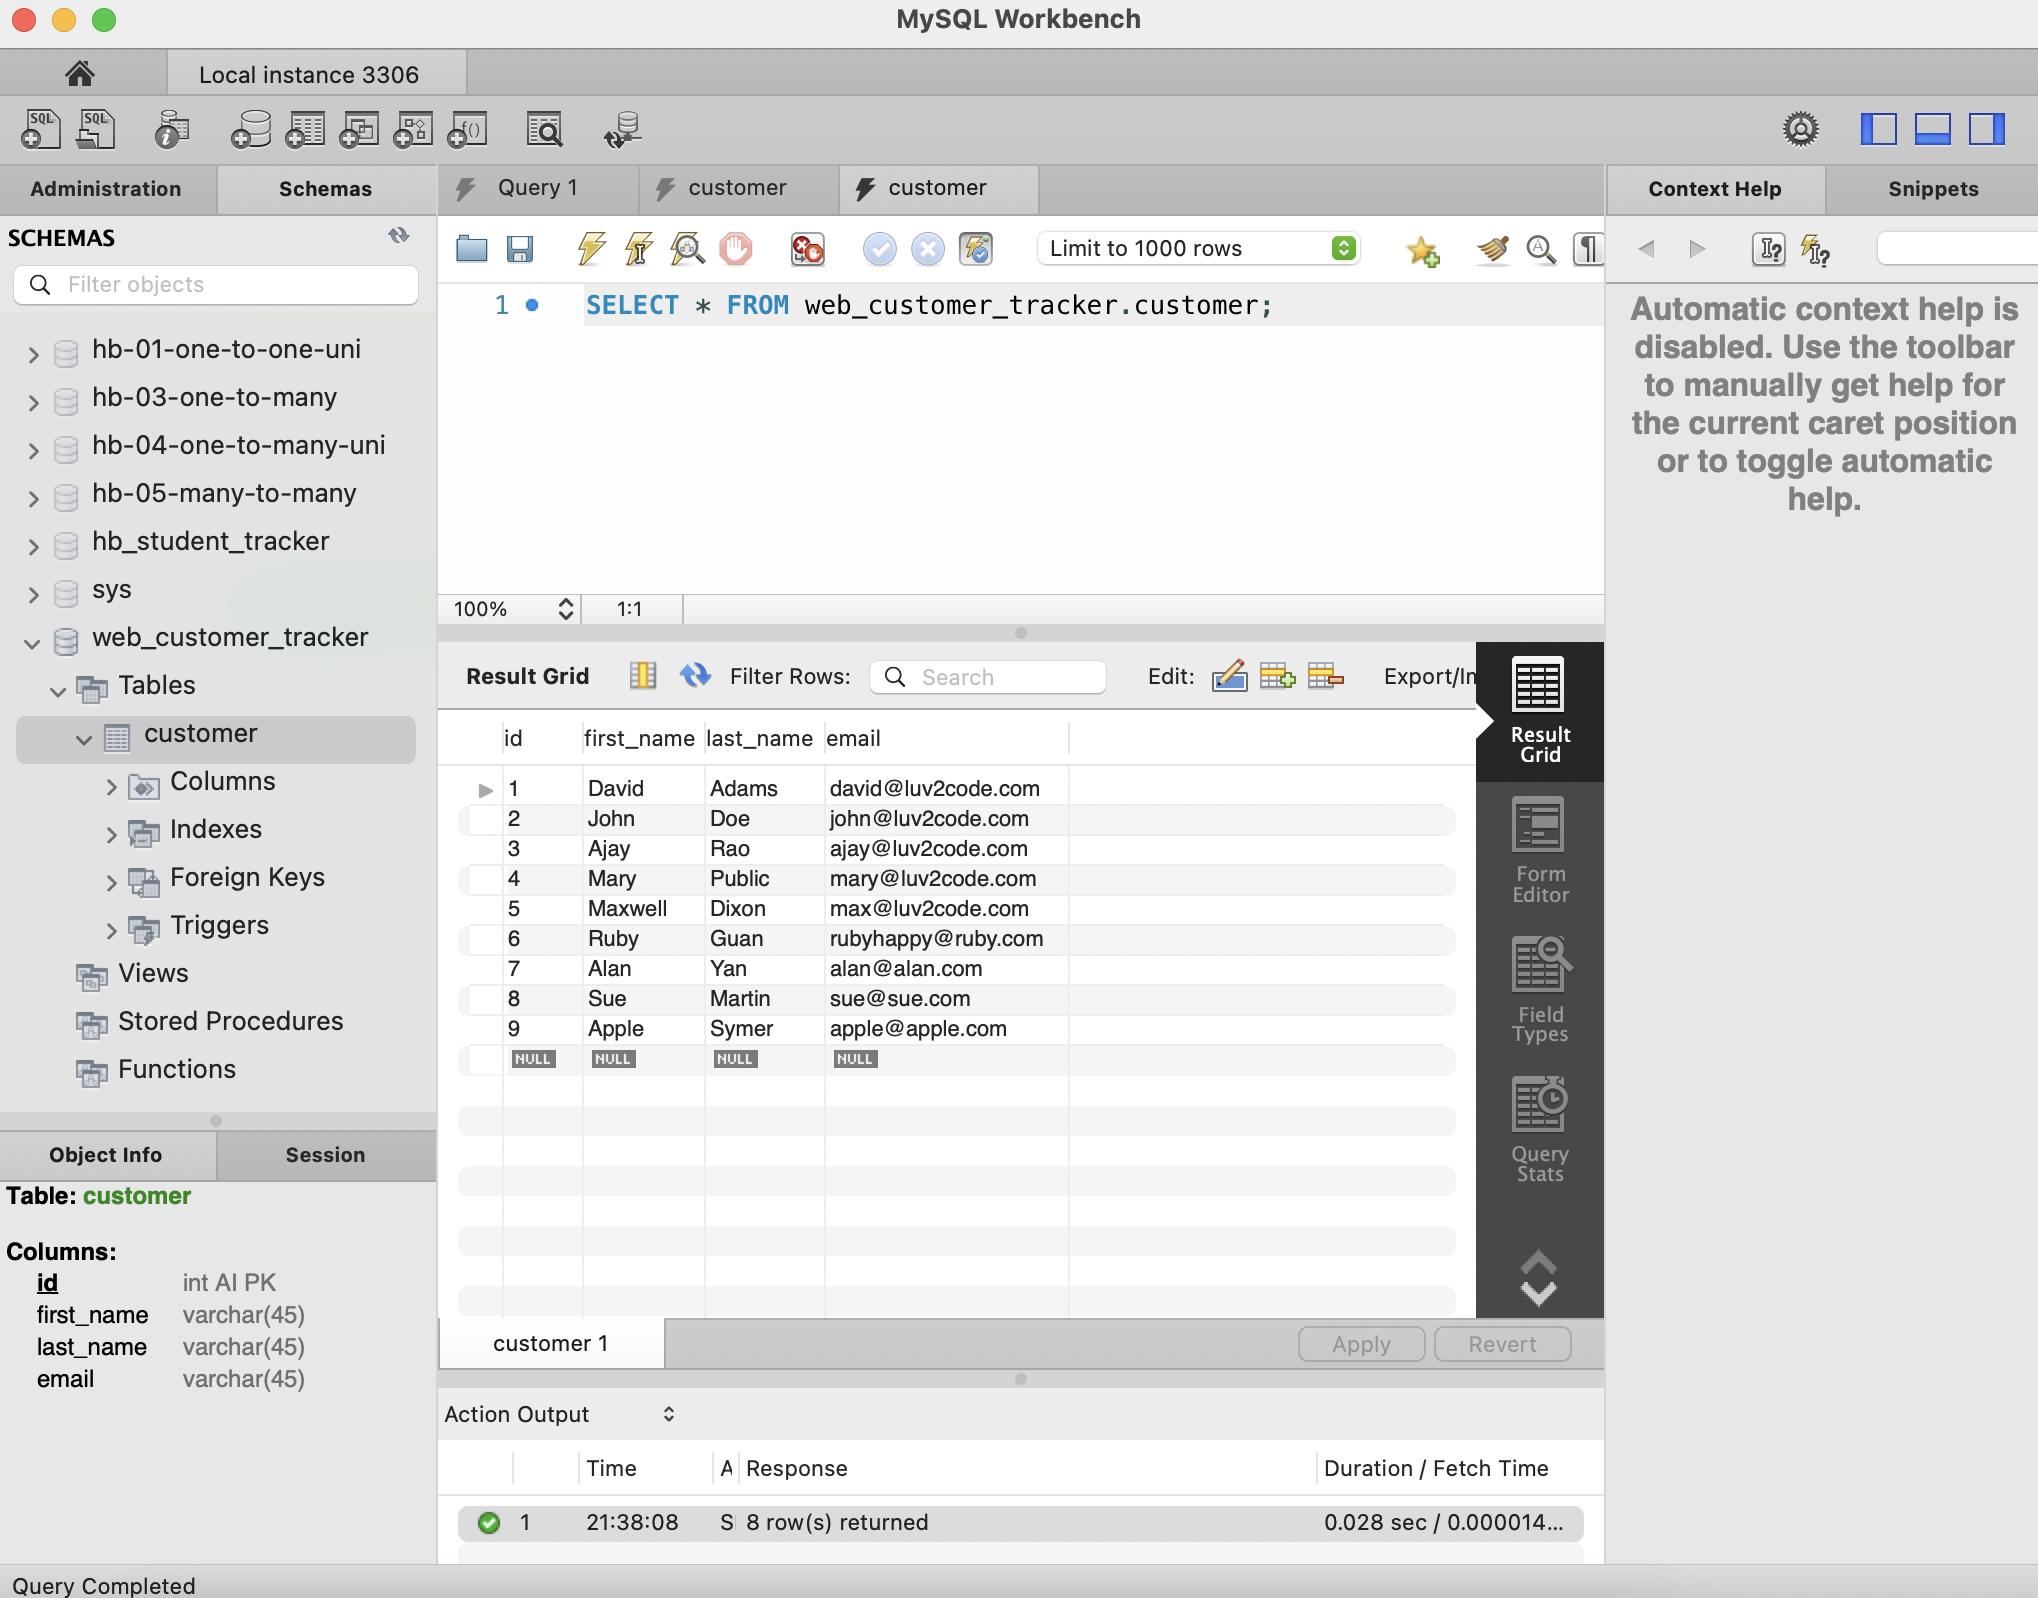 MySQL Workbench
Local instance 3306
Administration
Schemas
SCHEMAS
Filter objects
hb-01-one-to-one-uni
hb-03-one-to-many
hb-04-one-to-many-uni
hb-05-many-to-many
hb_student_tracker
sys
web_customer_tracker
Tables
customer
Columns
Indexes
Foreign Keys
Triggers
Views
Stored Procedures
Functions
Object Info
Session
Table: customer
Columns:
id int AI PK
first_name varchar(45)
last_name varchar(45)
email varchar(45)
Query 1
customer
customer
Limit to 1000 rows
1 SELECT * FROM web_customer_tracker.customer;
100% 1:1
Result Grid Filter Rows: Search Edit: Export/Im
id first_name last_name email
1 David Adams david@luv2code.com
2 John Doe john@luv2code.com
3 Ajay Rao ajay@luv2code.com
4 Mary Public mary@luv2code.com
5 Maxwell Dixon max@luv2code.com
6 Ruby Guan rubyhappy@ruby.com
7 Alan Yan alan@alan.com
8 Sue Martin sue@sue.com
9 Apple Symer apple@apple.com
NULL NULL NULL NULL
Result
Grid
Form
Editor
Field
Types
Query
Stats
customer 1
Apply
Revert
Action Output
Time A Response Duration / Fetch Time
1 21:38:08 S 8 row(s) returned 0.028 sec / 0.000014...
Context Help
Snippets
Automatic context help is
disabled. Use the toolbar
to manually get help for
the current caret position
or to toggle automatic
help.
Query Completed